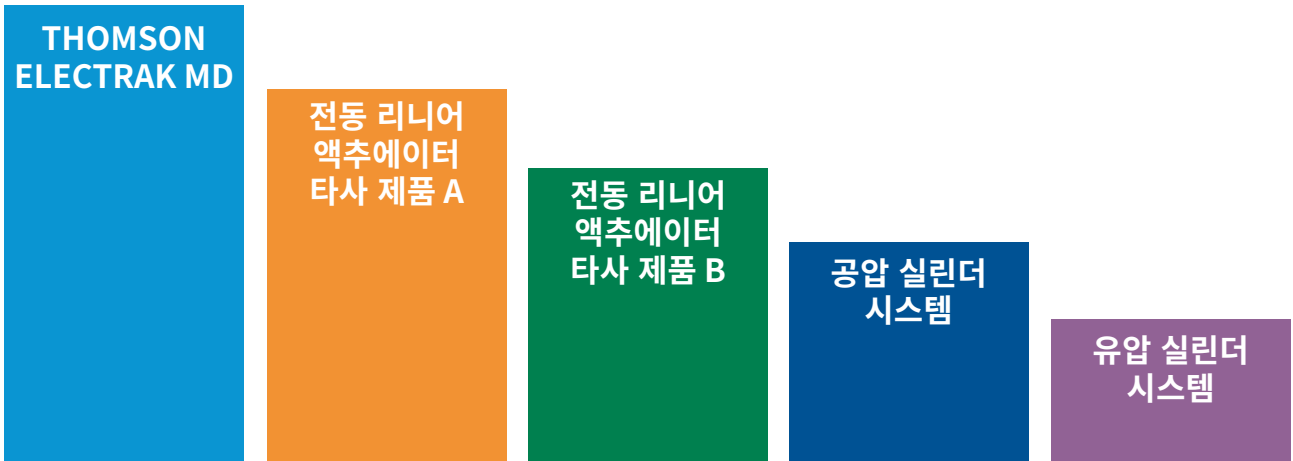 THOMSON
ELECTRAK MD
전동 리니어
액추에이터
타사 제품 A
전동 리니어
액추에이터
타사 제품 B
공압 실린더
시스템
유압 실린더
시스템